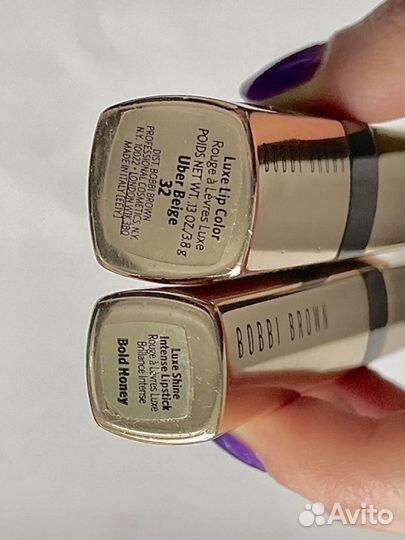 Luxe Lip Color
Rouge à Lèvres Luxe
POIDS NET WT. .13 OZ./3.8 g
Uber Beige
32
DIST. BOBBI BROWN
PROFESSIONAL COSMETICS, N.Y.,
N.Y. 10022 • LONDON, W1K 3BQ
MADE IN ITALY
BOBBI BROWN
Luxe Shine
Intense Lipstick
Rouge à Lèvres Luxe
Brillance Intense
Bold Honey
BOBBI BROWN
Avito